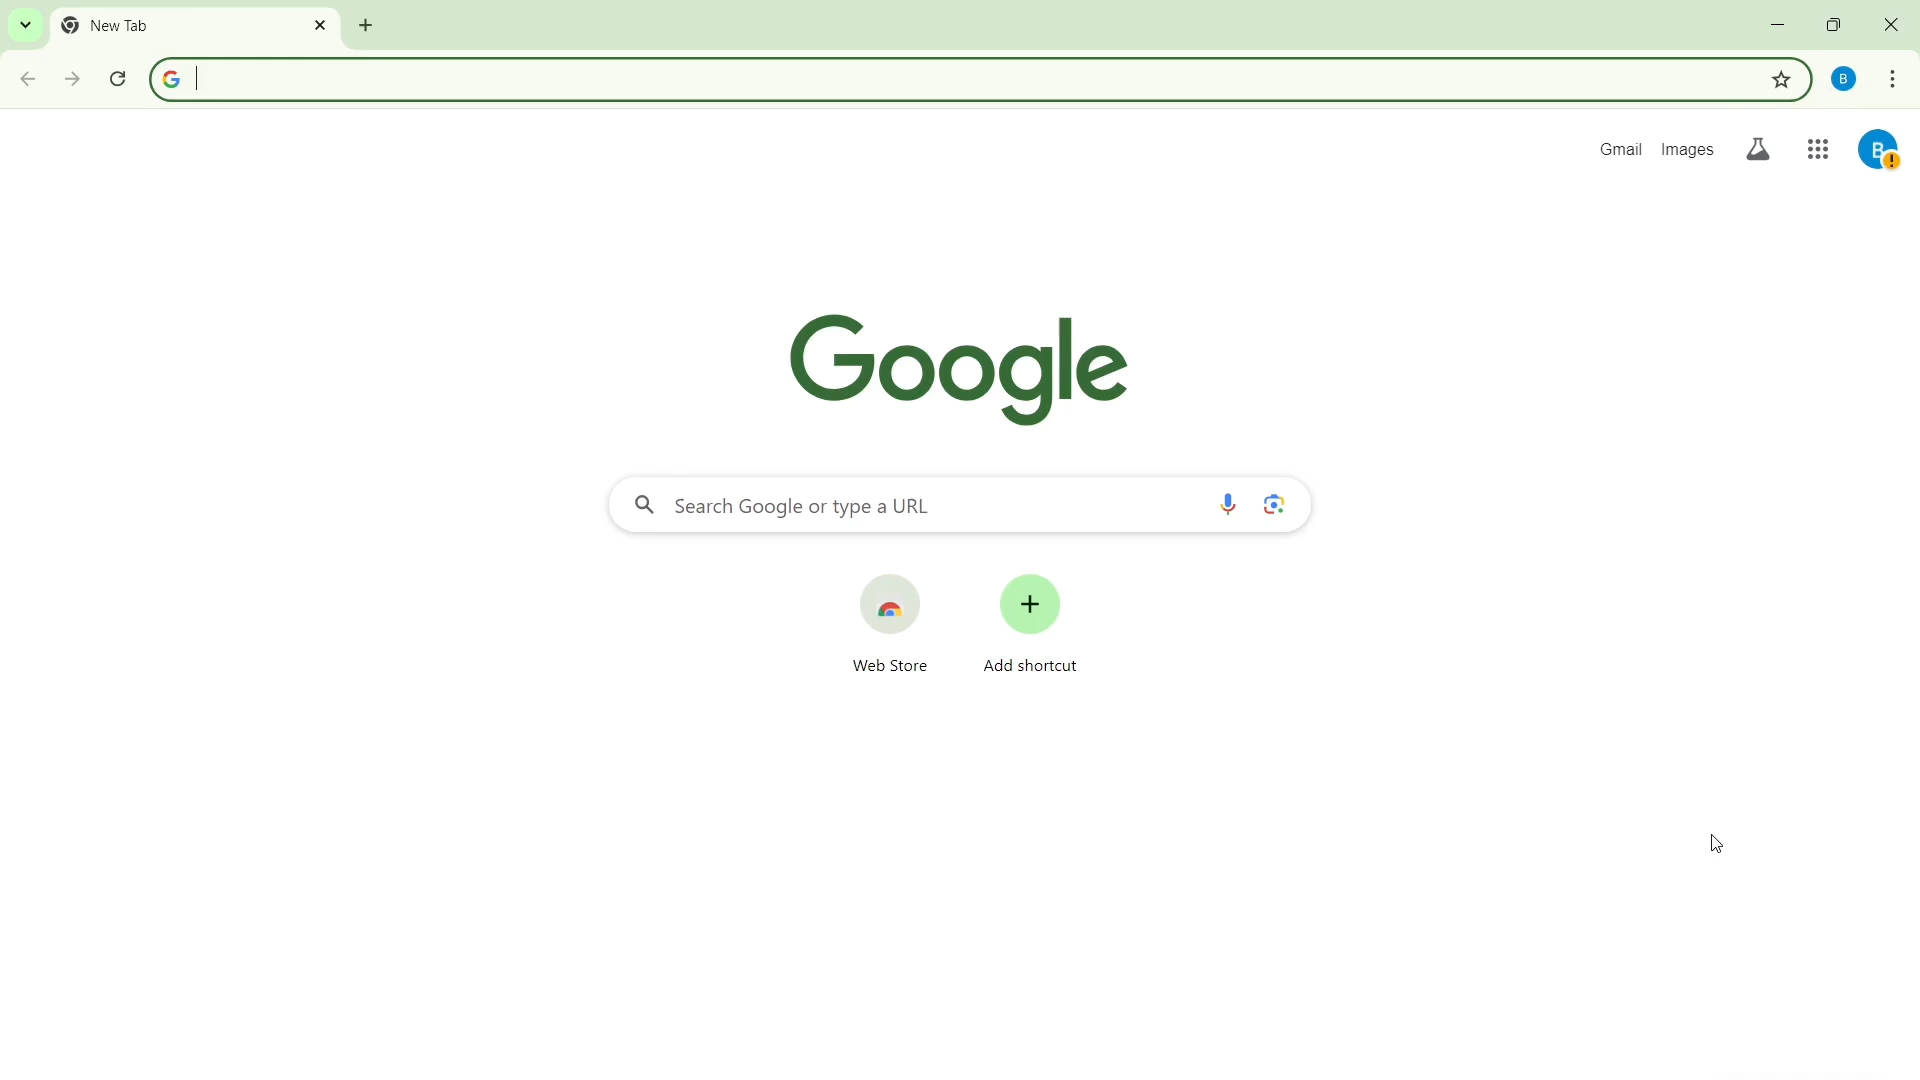 New Tab
B
Gmail Images
B
!
Google
Search Google or type a URL
Web Store
Add shortcut